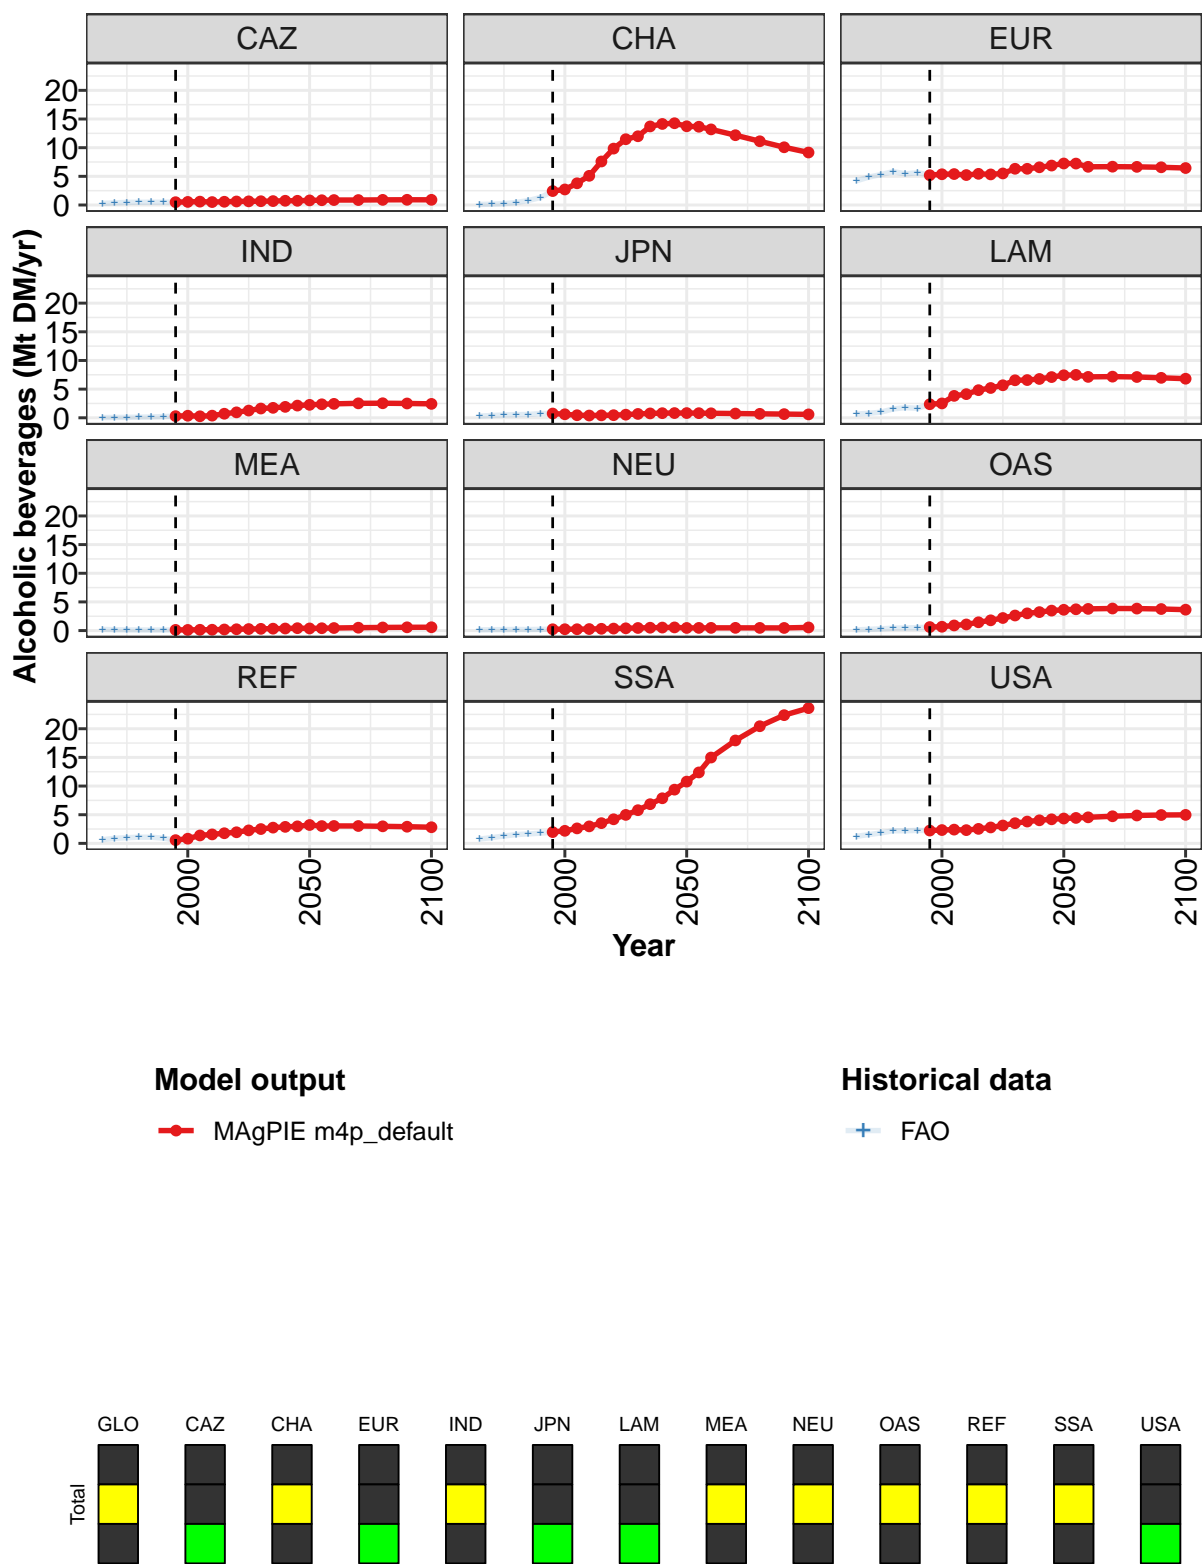 CAZ CHA EUR
20
15
10
5
0
IND JPN LAM
20
15
10
5
0
MEA NEU OAS
20
15
10
5
0
REF SSA USA
20
15
10
5
0
Alcoholic beverages (Mt DM/yr)
2000 2050 2100 2000 2050 2100 2000 2050 2100
Year
Model output Historical data
MAgPIE m4p_default FAO
GLO CAZ CHA EUR IND JPN LAM MEA NEU OAS REF SSA USA
Total